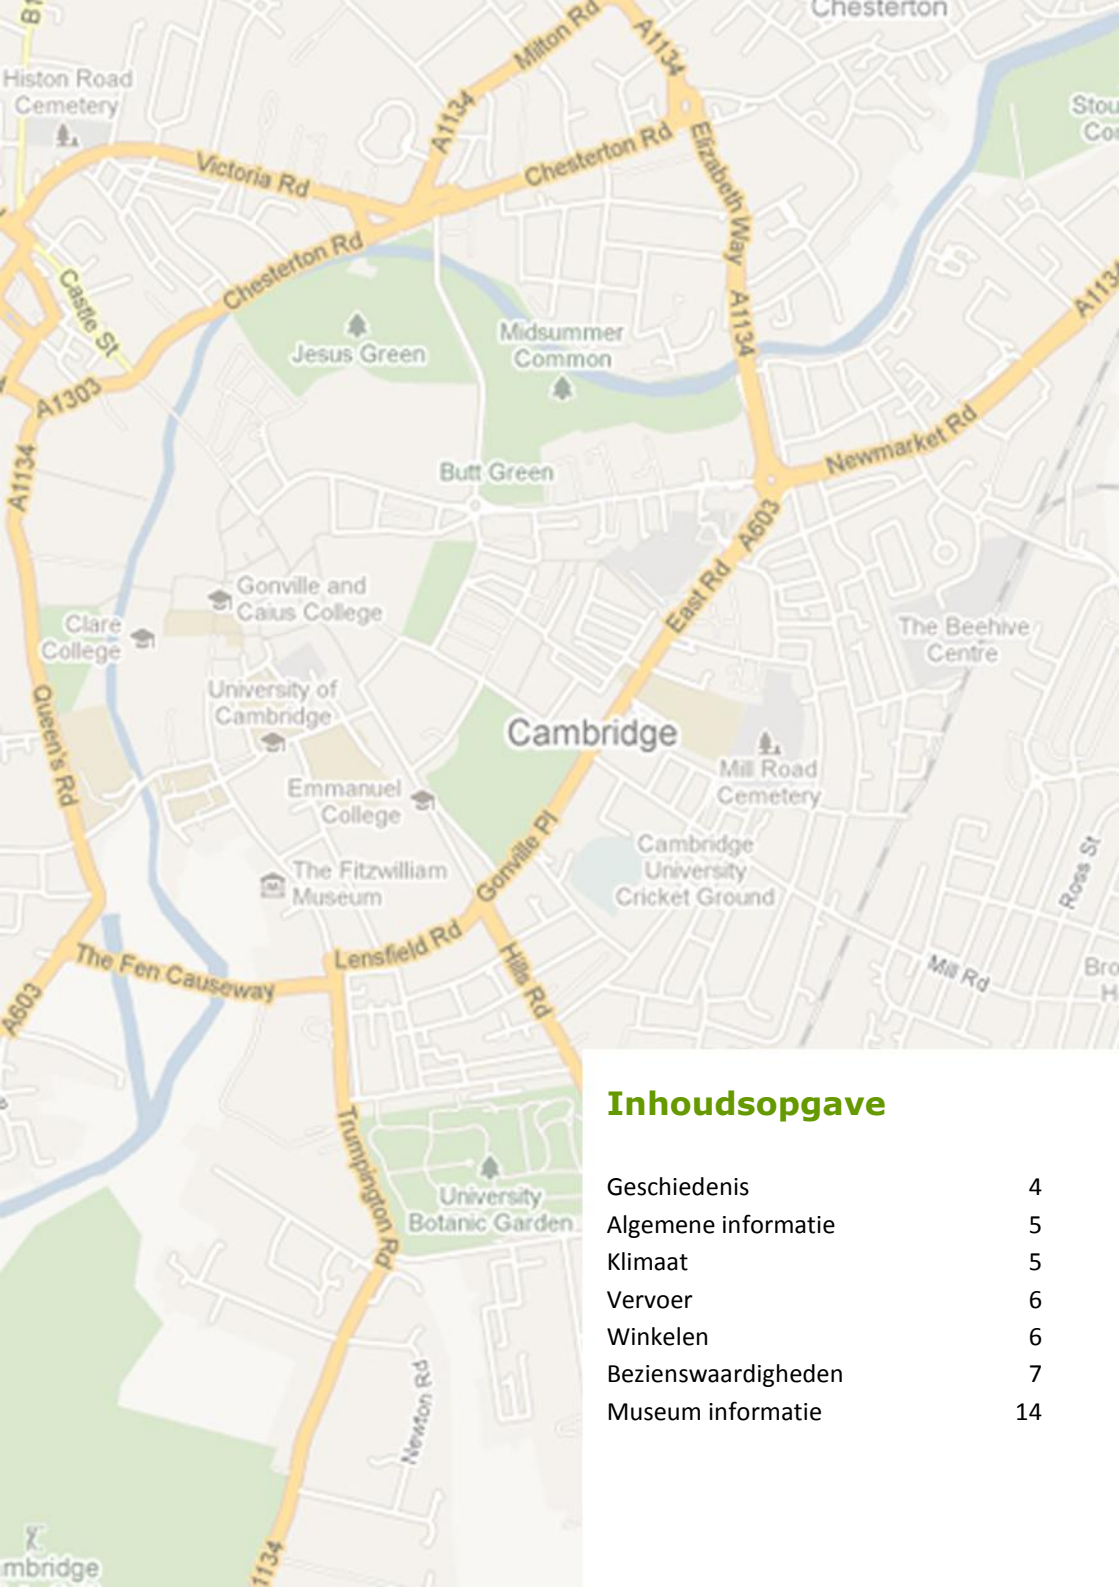 Chesterton
B1
Milton Rd
A1134
Histon Road
Cemetery
A1134
Elizabeth Way
Chesterton Rd
Victoria Rd
Chesterton Rd
Castle St
A1134
A1134
Midsummer
Common
Jesus Green
A1303
A1134
Newmarket Rd
Butt Green
A603
East Rd
Gonville and
Caius College
Clare
College
The Beehive
Centre
University of
Cambridge
Queen's Rd
Cambridge
Mill Road
Cemetery
Emmanuel
College
Gonville Pl
Cambridge
University
Cricket Ground
Ross St
The Fitzwilliam
Museum
Lensfield Rd
The Fen Causeway
Hills Rd
Mill Rd
Bro
H
A603
Inhoudsopgave
Trumpington Rd
University
Botanic Garden
Geschiedenis 4
Algemene informatie 5
Klimaat 5
Vervoer 6
Winkelen 6
Bezienswaardigheden 7
Museum informatie 14
Newton Rd
mbridge
1134